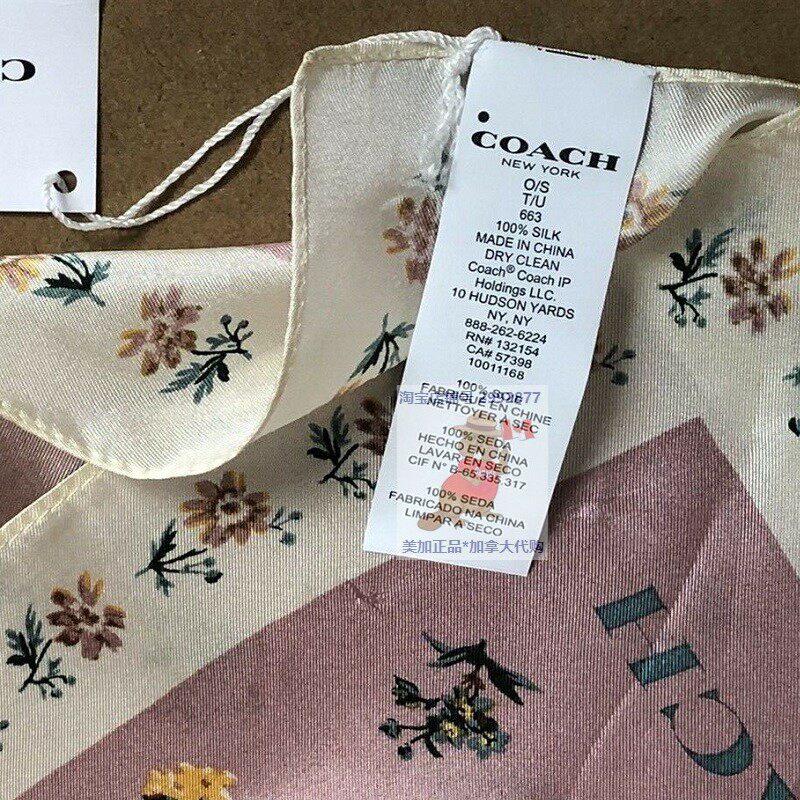 C
COACH
NEW YORK
O/S
T/U
663
100% SILK
MADE IN CHINA
DRY CLEAN
Coach® Coach IP
Holdings LLC.
10 HUDSON YARDS
NY, NY
888-262-6224
RN# 132154
CA# 57398
10011168
100% SOIE
FABRIQUE EN CHINE
NETTOYER A SEC
100% SEDA
HECHO EN CHINA
LAVAR EN SECO
CIF N° B-65.335.317
100% SEDA
FABRICADO NA CHINA
LIMPAR A SECO
美加正品*加拿大代购